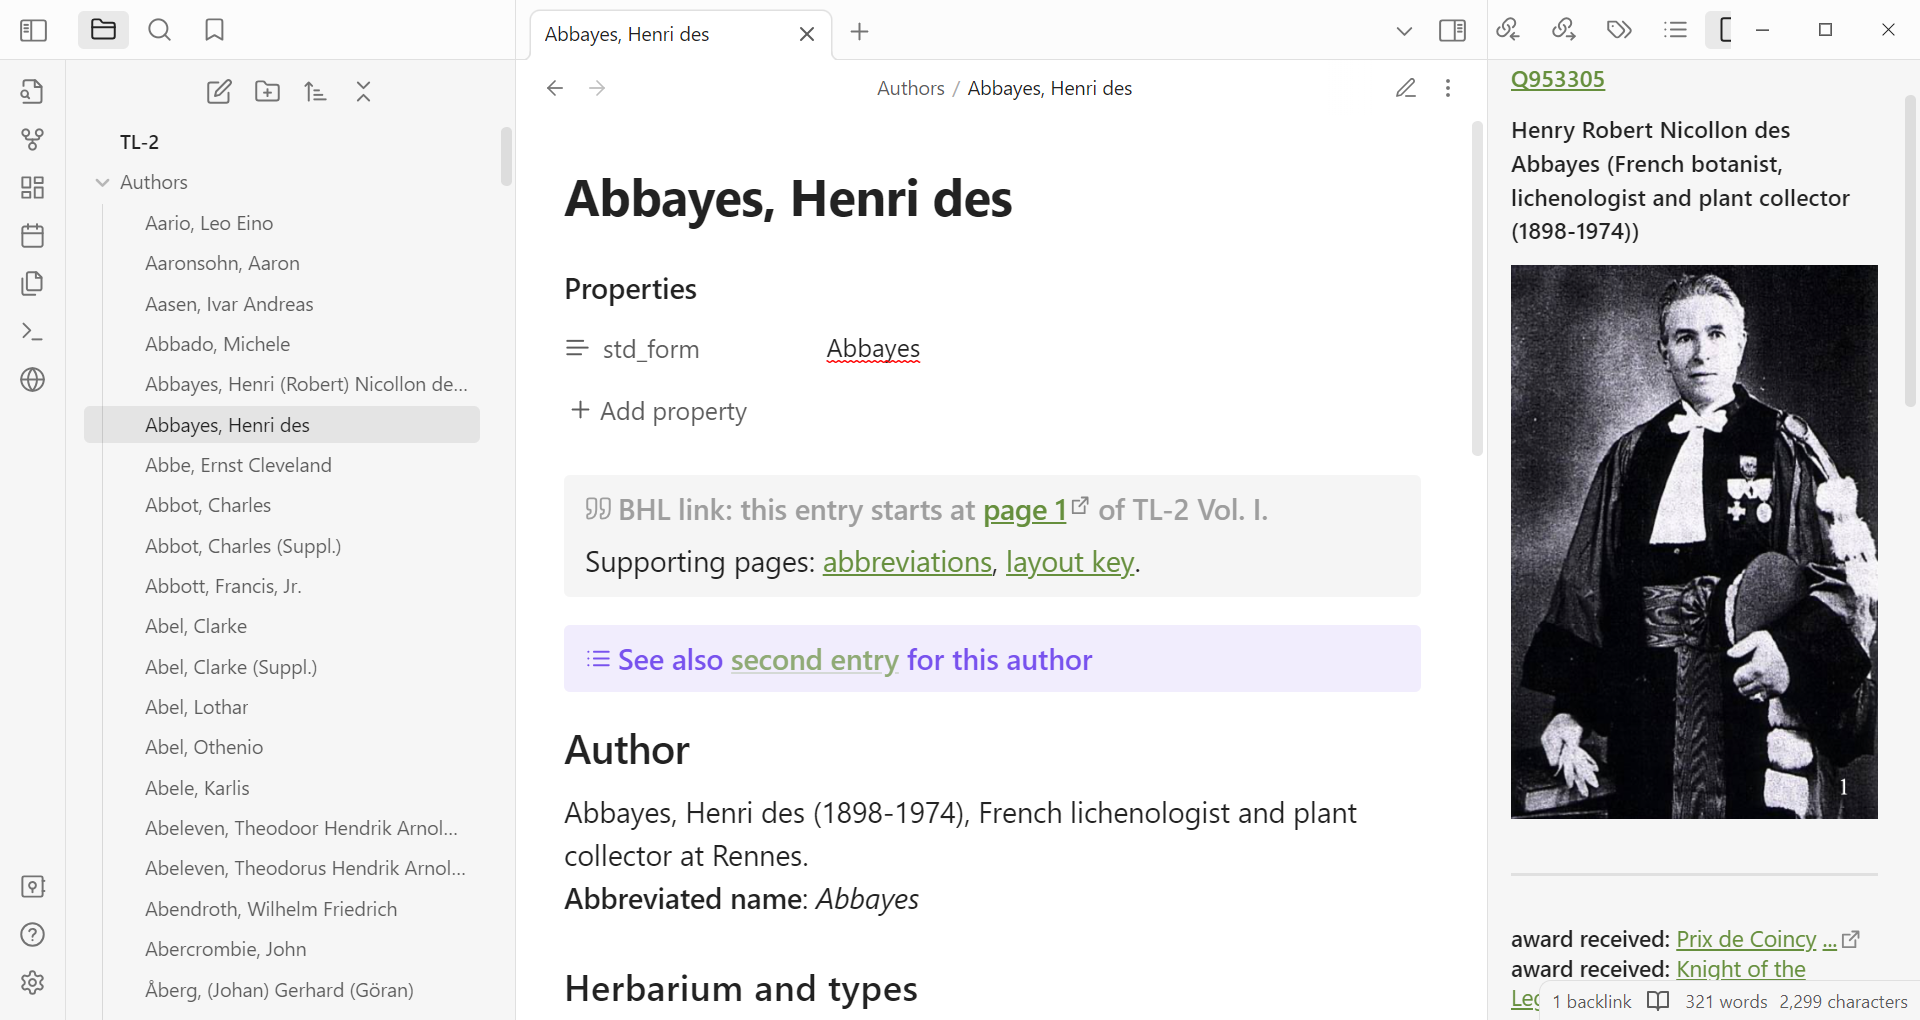 Abbayes, Henri des
TL-2
Authors
Aario, Leo Eino
Aaronsohn, Aaron
Aasen, Ivar Andreas
Abbado, Michele
Abbayes, Henri (Robert) Nicollon de...
Abbayes, Henri des
Abbe, Ernst Cleveland
Abbot, Charles
Abbot, Charles (Suppl.)
Abbott, Francis, Jr.
Abel, Clarke
Abel, Clarke (Suppl.)
Abel, Lothar
Abel, Othenio
Abele, Karlis
Abeleven, Theodoor Hendrik Arnol...
Abeleven, Theodorus Hendrik Arnol...
Abendroth, Wilhelm Friedrich
Abercrombie, John
Åberg, (Johan) Gerhard (Göran)
Authors / Abbayes, Henri des
Abbayes, Henri des
Properties
std_form Abbayes
Add property
BHL link: this entry starts at page 1 of TL-2 Vol. I.
Supporting pages: abbreviations, layout key.
See also second entry for this author
Author
Abbayes, Henri des (1898-1974), French lichenologist and plant
collector at Rennes.
Abbreviated name: Abbayes
Herbarium and types
Q953305
Henry Robert Nicollon des
Abbayes (French botanist,
lichenologist and plant collector
(1898-1974))
1
award received: Prix de Coincy ...
award received: Knight of the
1 backlink 321 words 2,299 characters